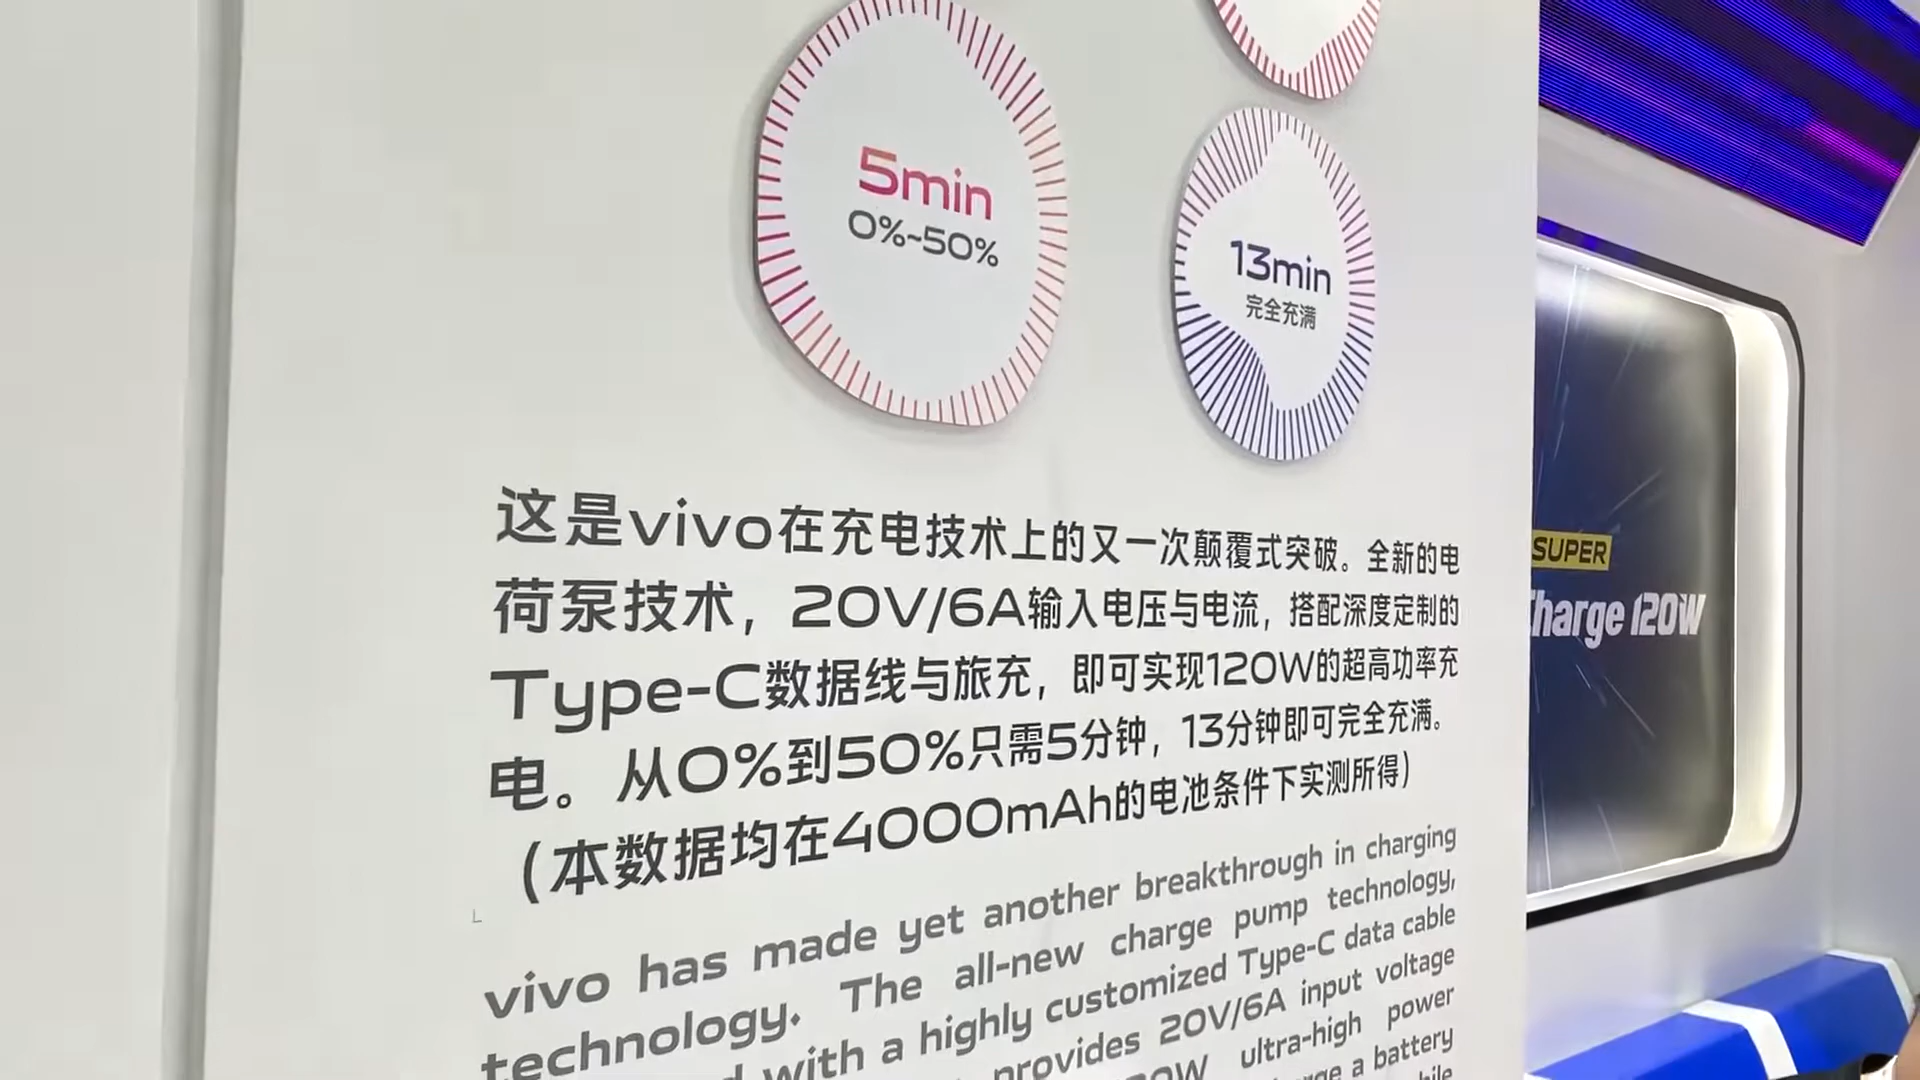 5min
0%~50%
13min
完全充满
这是vivo在充电技术上的又一次颠覆式突破。全新的电
荷泵技术，20V/6A输入电压与电流，搭配深度定制的
Type-C数据线与旅充，即可实现120W的超高功率充
电。从0%到50%只需5分钟，13分钟即可完全充满。
（本数据均在4000mAh的电池条件下实测所得）
vivo has made yet another breakthrough in charging
technology. The all-new charge pump technology,
with a highly customized Type-C data cable
provides 20V/6A input voltage
ultra-high power
a battery
SUPER
Charge 120W